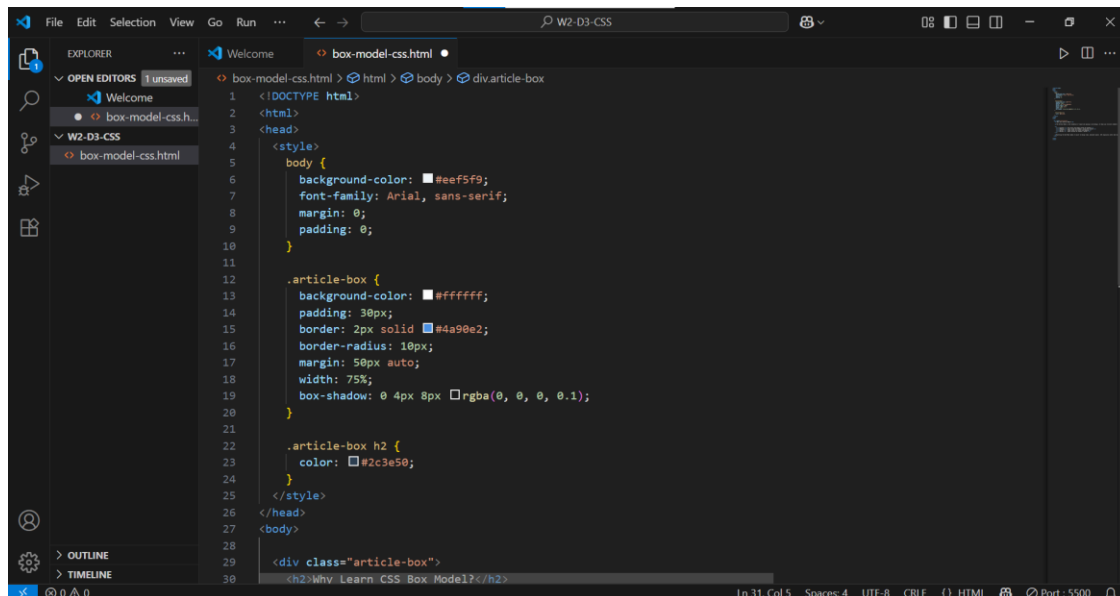 File Edit Selection View Go Run ··· W2-D3-CSS
EXPLORER ···
OPEN EDITORS 1 unsaved
Welcome
box-model-css.h...
W2-D3-CSS
box-model-css.html
OUTLINE
TIMELINE
Welcome box-model-css.html
box-model-css.html > html > body > div.article-box
1 <!DOCTYPE html>
2 <html>
3 <head>
4 <style>
5 body {
6 background-color: #eef5f9;
7 font-family: Arial, sans-serif;
8 margin: 0;
9 padding: 0;
10 }
11
12 .article-box {
13 background-color: #ffffff;
14 padding: 30px;
15 border: 2px solid #4a90e2;
16 border-radius: 10px;
17 margin: 50px auto;
18 width: 75%;
19 box-shadow: 0 4px 8px rgba(0, 0, 0, 0.1);
20 }
21
22 .article-box h2 {
23 color: #2c3e50;
24 }
25 </style>
26 </head>
27 <body>
28
29 <div class="article-box">
30 <h2>Why Learn CSS Box Model?</h2>
1
0 0 Ln 31, Col 5 Spaces: 4 UTF-8 CRLF {} HTML Port : 5500